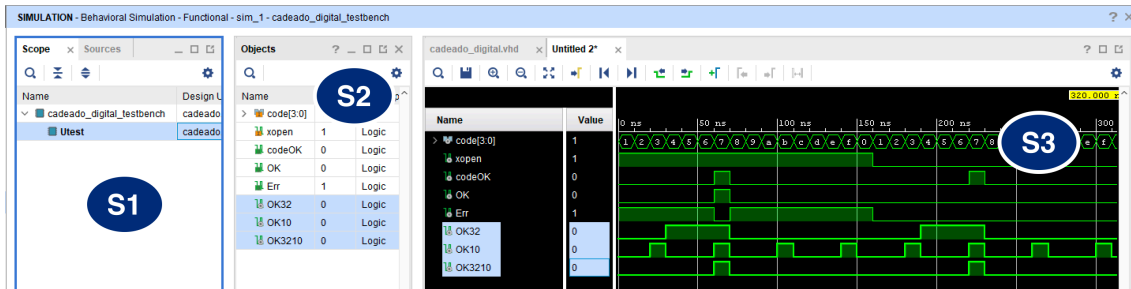 SIMULATION - Behavioral Simulation - Functional - sim_1 - cadeado_digital_testbench
Scope Sources
Name Design U
cadeado_digital_testbench cadeado
Utest cadeado
S1
Objects
S2
Name
code[3:0]
xopen 1 Logic
codeOK 0 Logic
OK 0 Logic
Err 1 Logic
OK32 0 Logic
OK10 0 Logic
OK3210 0 Logic
cadeado_digital.vhd Untitled 2*
320.000
Name Value
0 ns 50 ns 100 ns 150 ns 200 ns 300
code[3:0] 1
1 2 3 4 5 6 7 8 9 a b c d e f 0 1 2 3 4 5 6 7 8 e f
S3
xopen 1
codeOK 0
OK 0
Err 1
OK32 0
OK10 0
OK3210 0